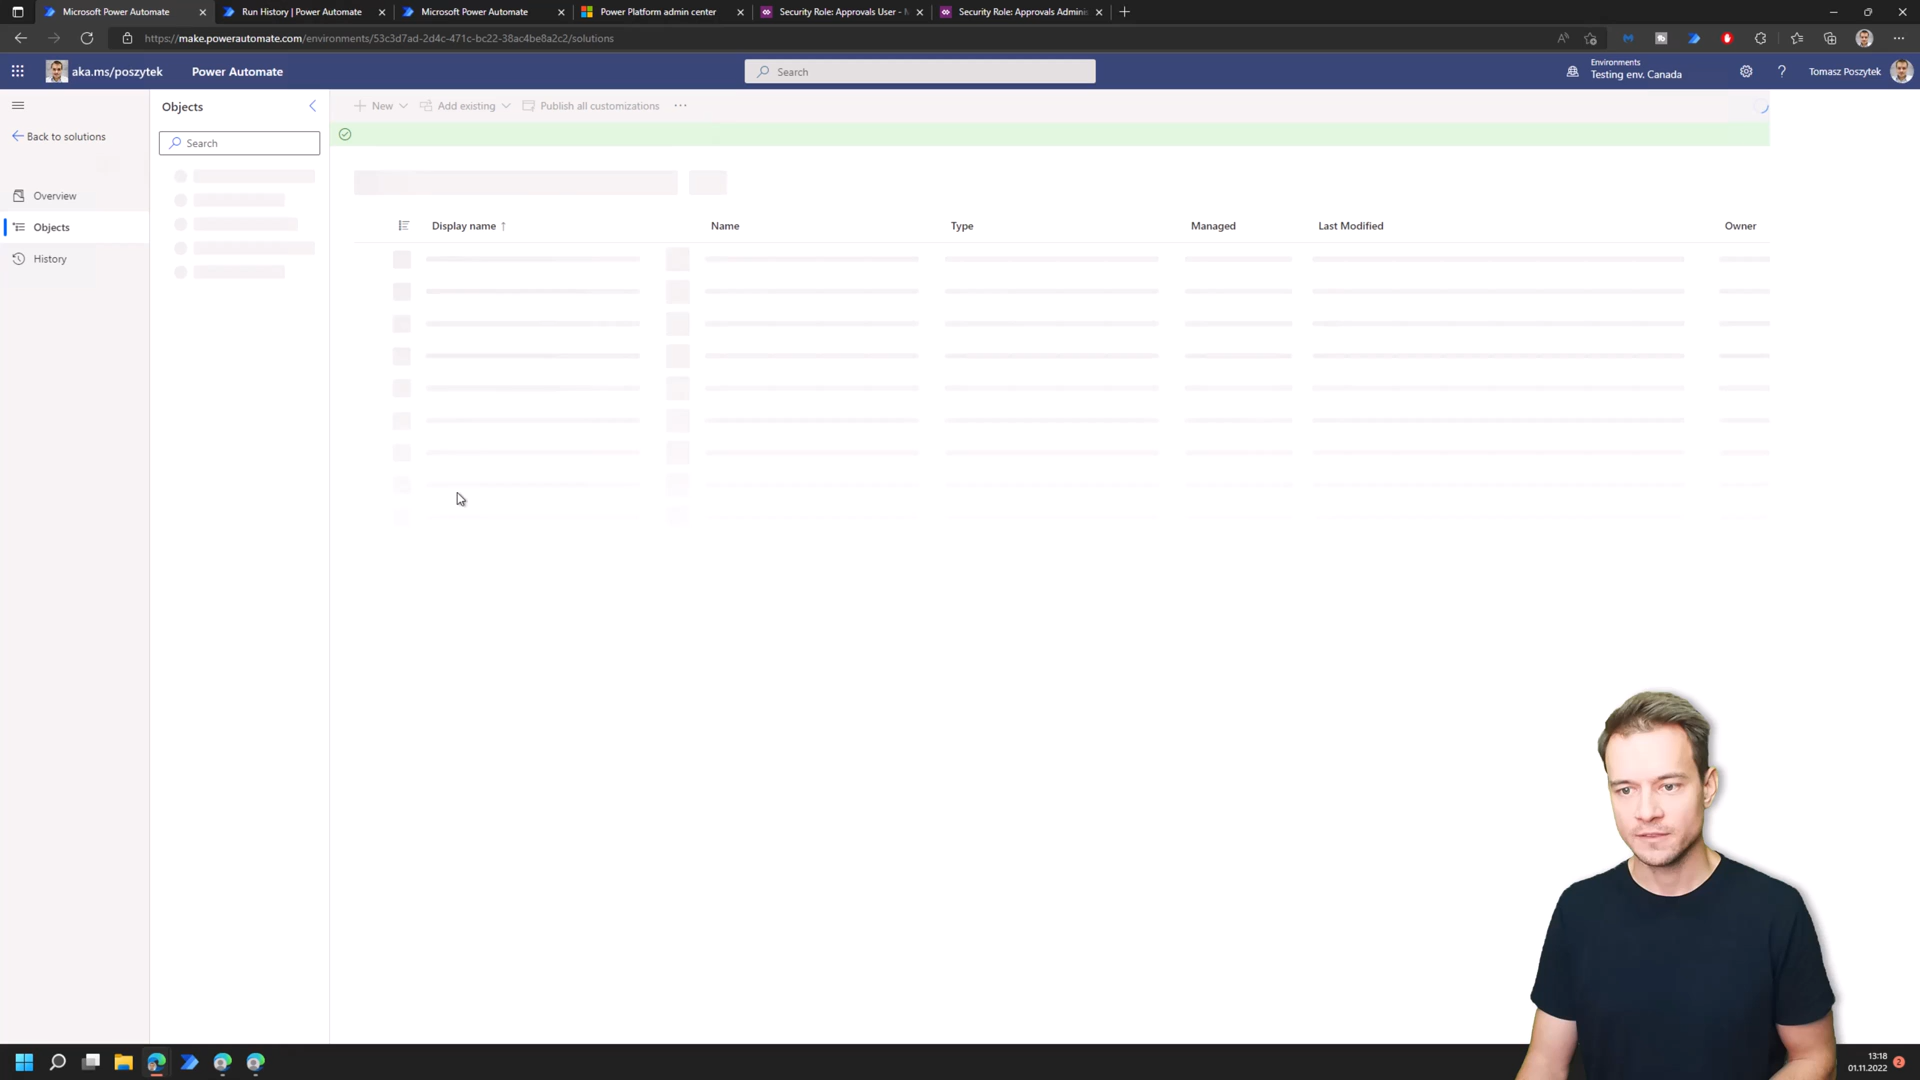 Microsoft Power Automate
Run History | Power Automate
Microsoft Power Automate
Power Platform admin center
Security Role: Approvals User - 
Security Role: Approvals Adminis
https://make.powerautomate.com/environments/53c3d7ad-2d4c-471c-bc22-38ac4be8a2c2/solutions
aka.ms/poszytek
Power Automate
Search
Environments
Testing env. Canada
Tomasz Poszytek
Back to solutions
Overview
Objects
History
Objects
Search
New
Add existing
Publish all customizations
Display name
Name
Type
Managed
Last Modified
Owner
13:18
01.11.2022
2